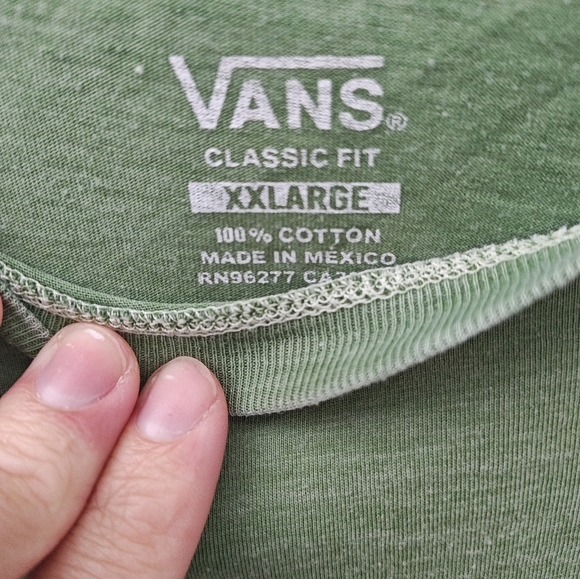 VANS®
CLASSIC FIT
XXLARGE
100% COTTON
MADE IN MÉXICO
RN96277